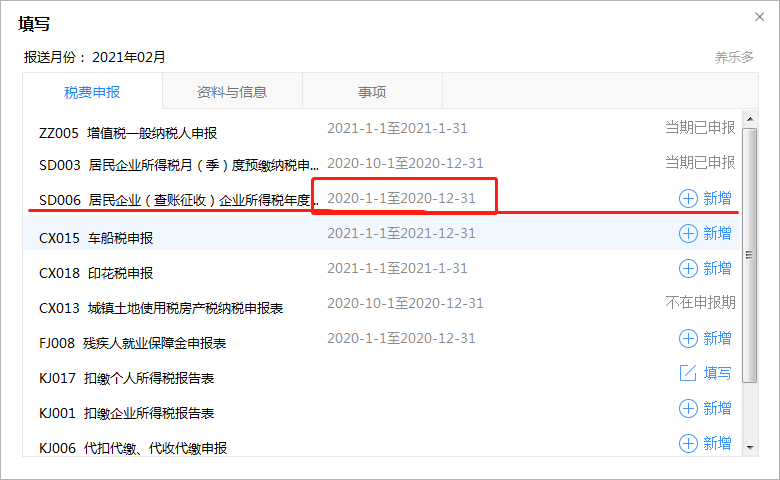 填写
报送月份： 2021年02月 养乐多
税费申报 资料与信息 事项
ZZ005 增值税一般纳税人申报 2021-1-1至2021-1-31 当期已申报
SD003 居民企业所得税月（季）度预缴纳税申... 2020-10-1至2020-12-31 当期已申报
SD006 居民企业（查账征收）企业所得税年度... 2020-1-1至2020-12-31 新增
CX015 车船税申报 2021-1-1至2021-12-31 新增
CX018 印花税申报 2021-1-1至2021-1-31 新增
CX013 城镇土地使用税房产税纳税申报表 2020-10-1至2020-12-31 不在申报期
FJ008 残疾人就业保障金申报表 2020-1-1至2020-12-31 新增
KJ017 扣缴个人所得税报告表 填写
KJ001 扣缴企业所得税报告表 新增
KJ006 代扣代缴、代收代缴申报 新增